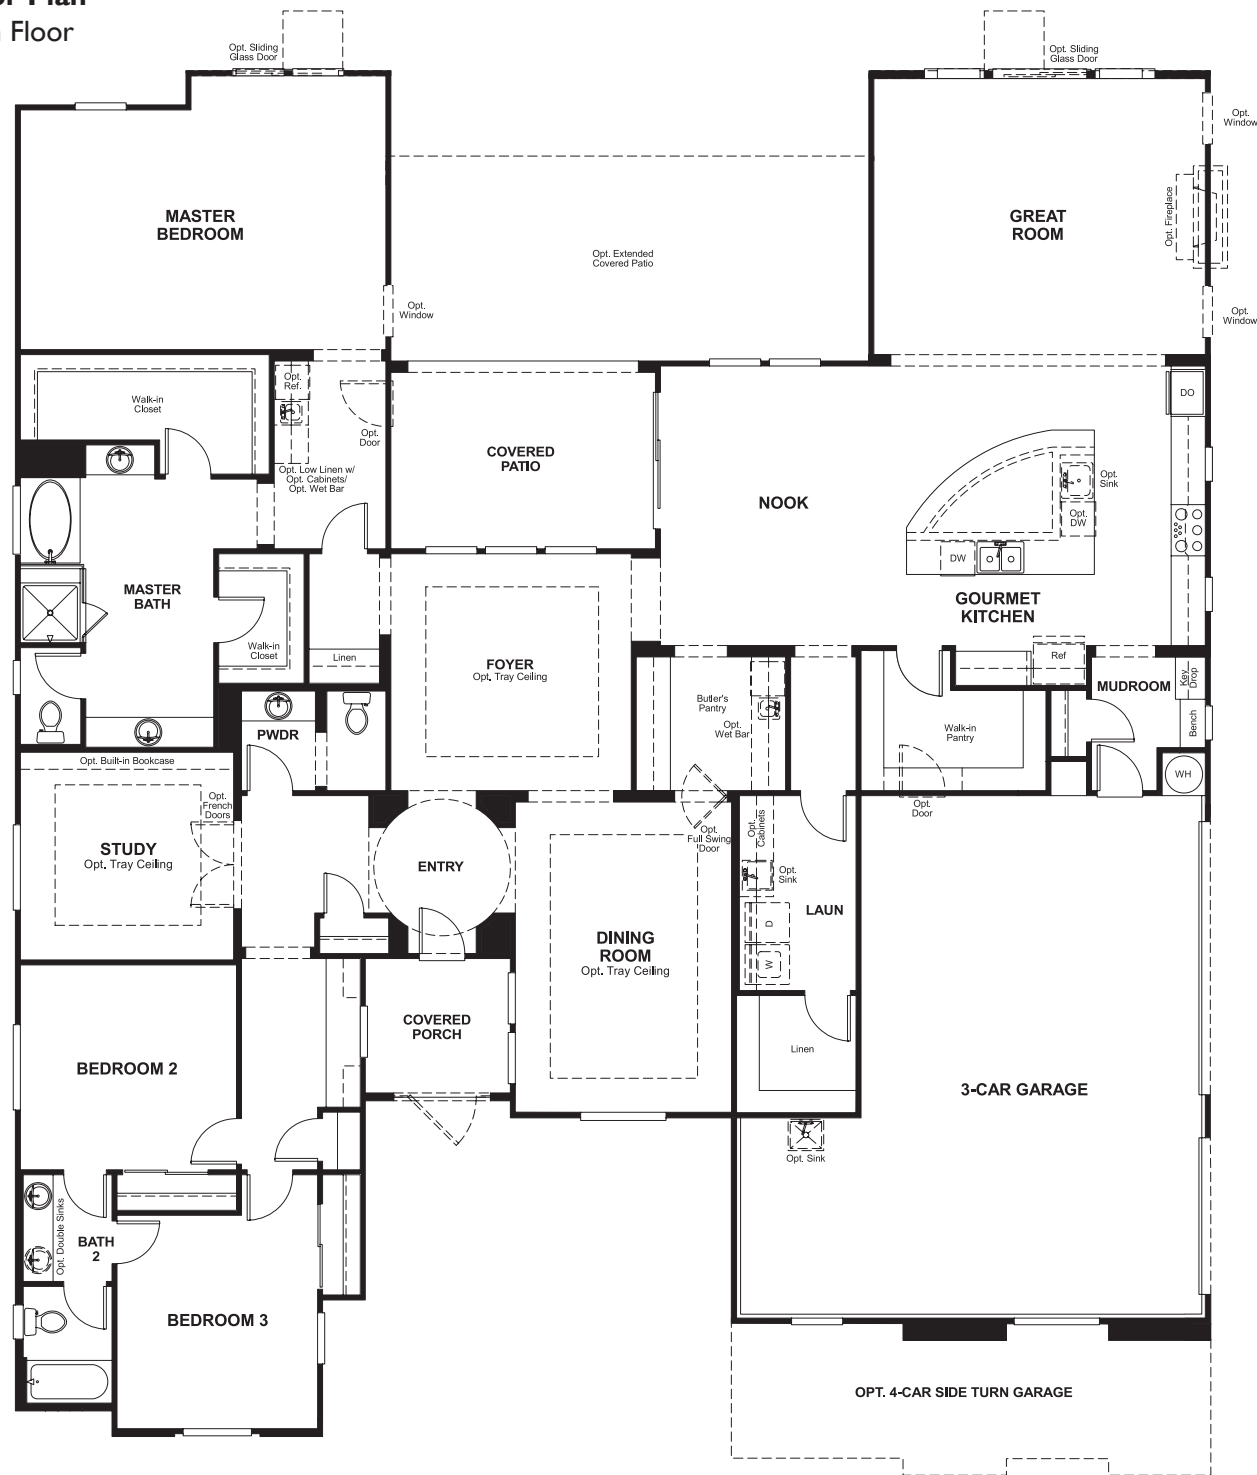 Plan
Floor
Opt. Sliding
Glass Door
Opt. Sliding
Glass Door
Opt.
Window
MASTER
BEDROOM
GREAT
ROOM
Opt. Fireplace
Opt. Extended
Covered Patio
Opt.
Window
Opt.
Window
Walk-in
Closet
Opt.
Ref.
Opt.
Door
DO
COVERED
PATIO
Opt. Low Linen w/
Opt. Cabinets/
Opt. Wet Bar
NOOK
Opt.
Sink
Opt.
DW
DW
MASTER
BATH
GOURMET
KITCHEN
Walk-in
Closet
Linen
FOYER
Opt. Tray Ceiling
Ref
MUDROOM
Key
Drop
Bench
Butler's
Pantry
Opt.
Wet Bar
Walk-in
Pantry
PWDR
Opt. Built-in Bookcase
WH
Opt.
French
Doors
Opt.
Door
Opt.
Full Swing
Door
Opt.
Cabinets
STUDY
Opt. Tray Ceiling
ENTRY
Opt.
Sink
LAUN
D
W
DINING
ROOM
Opt. Tray Ceiling
COVERED
PORCH
Linen
BEDROOM 2
3-CAR GARAGE
Opt. Sink
Opt. Double Sinks
BATH
2
BEDROOM 3
OPT. 4-CAR SIDE TURN GARAGE